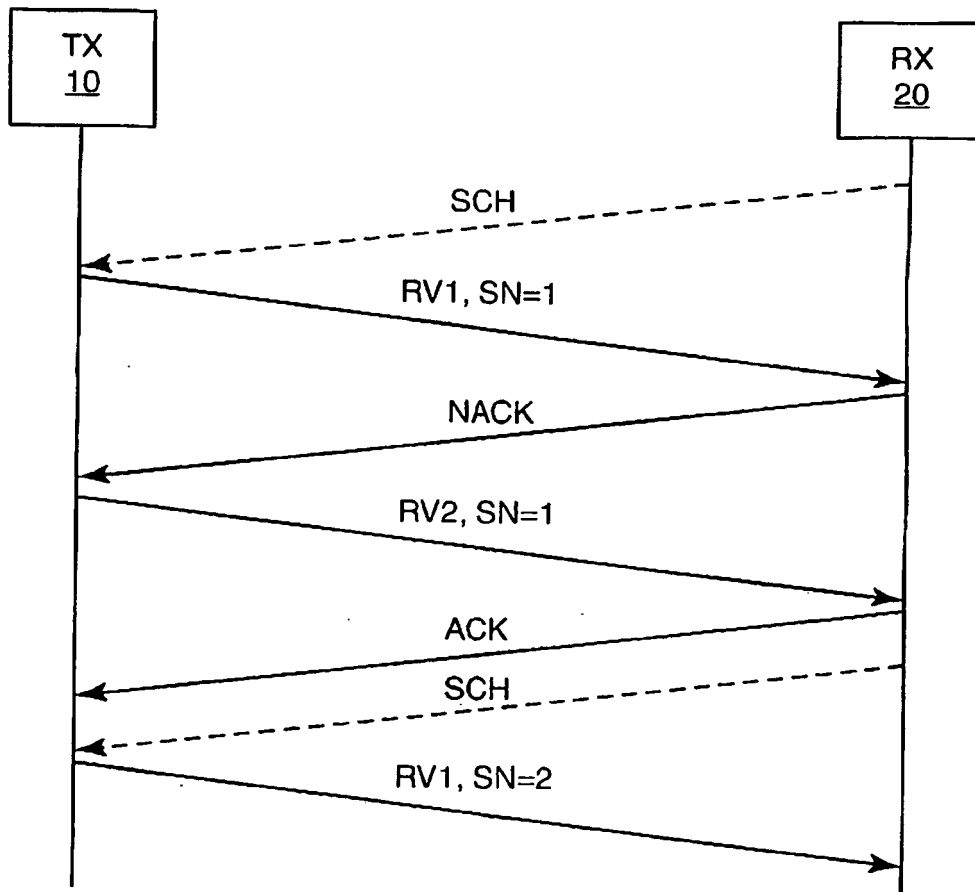 TX
10
RX
20
SCH
RV1, SN=1
NACK
RV2, SN=1
ACK
SCH
RV1, SN=2